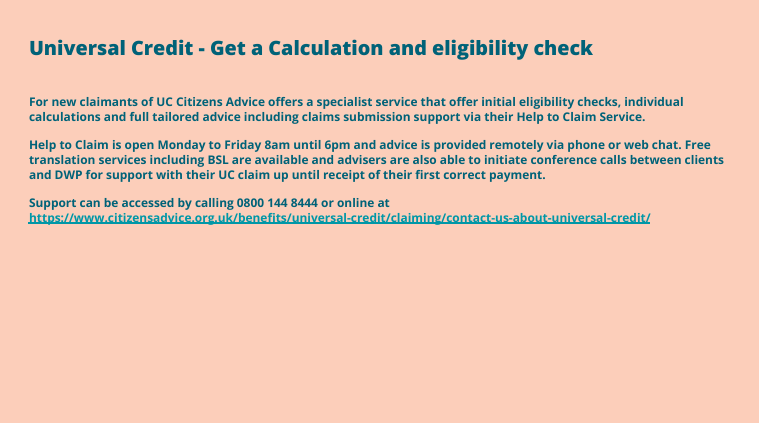 Universal Credit - Get a Calculation and eligibility check
For new claimants of UC Citizens Advice offers a specialist service that offer initial eligibility checks, individual
calculations and full tailored advice including claims submission support via their Help to Claim Service.
Help to Claim is open Monday to Friday 8am until 6pm and advice is provided remotely via phone or web chat. Free
translation services including BSL are available and advisers are also able to initiate conference calls between clients
and DWP for support with their UC claim up until receipt of their first correct payment.
Support can be accessed by calling 0800 144 8444 or online at
https://www.citizensadvice.org.uk/benefits/universal-credit/claiming/contact-us-about-universal-credit/